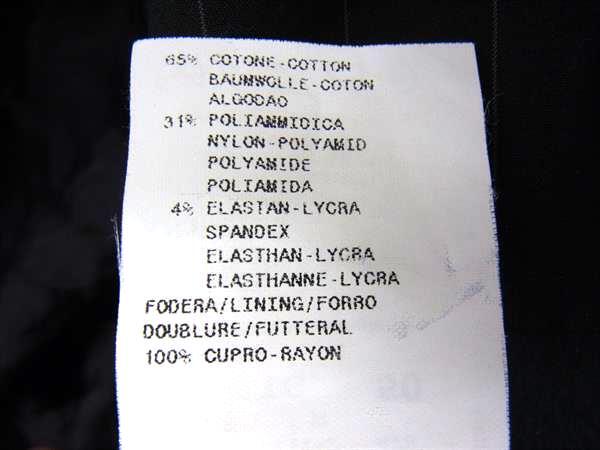 65% COTONE-COTTON
BAUMWOLLE-COTON
ALGODAO
31% POLIAMMIDICA
NYLON-POLYAMID
POLYAMIDE
POLIAMIDA
4% ELASTAN-LYCRA
SPANDEX
ELASTHAN-LYCRA
ELASTHANNE-LYCRA
FODERA/LINING/FORRO
DOUBLURE/FUTTERAL
100% CUPRO-RAYON